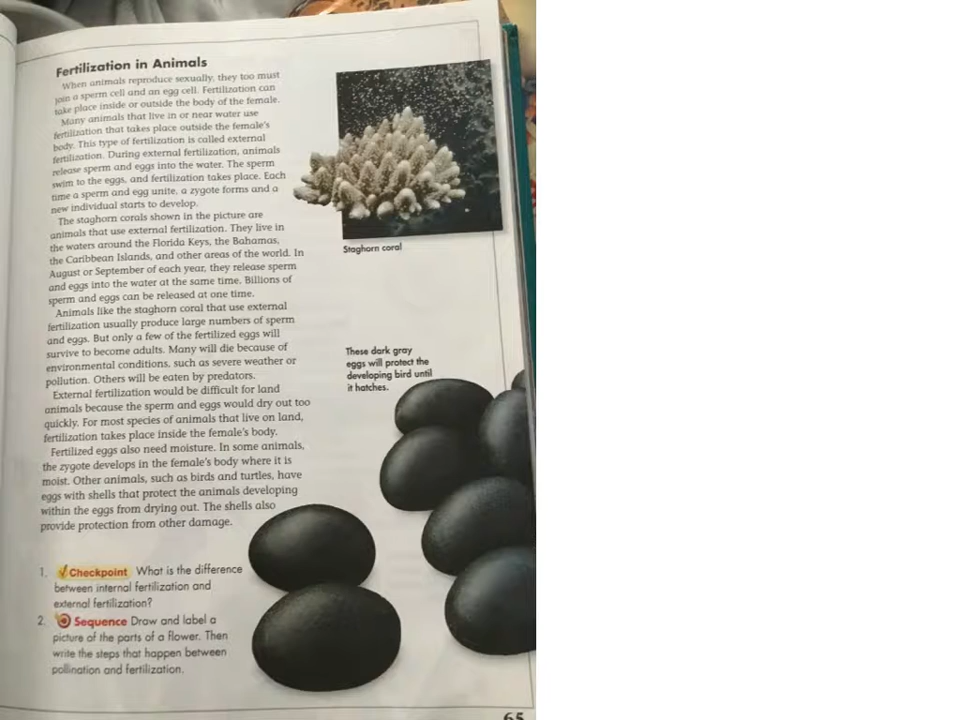 Fertilization in Animals
When animals reproduce sexually, they too must
join a sperm cell and an egg cell. Fertilization can
take place inside or outside the body of the female.
Many animals that live in or near water use
fertilization that takes place outside the female's
body. This type of fertilization is called external
fertilization. During external fertilization, animals
release sperm and eggs into the water. The sperm
swim to the eggs, and fertilization takes place. Each
time a sperm and egg unite, a zygote forms and a
new individual starts to develop.
The staghorn corals shown in the picture are
animals that use external fertilization. They live in
the waters around the Florida Keys, the Bahamas,
the Caribbean Islands, and other areas of the world. In
August or September of each year, they release sperm
and eggs into the water at the same time. Billions of
sperm and eggs can be released at one time.
Animals like the staghorn coral that use external
fertilization usually produce large numbers of sperm
and eggs. But only a few of the fertilized eggs will
survive to become adults. Many will die because of
environmental conditions, such as severe weather or
pollution. Others will be eaten by predators.
External fertilization would be difficult for land
animals because the sperm and eggs would dry out too
quickly. For most species of animals that live on land,
fertilization takes place inside the female's body.
Fertilized eggs also need moisture. In some animals,
the zygote develops in the female's body where it is
moist. Other animals, such as birds and turtles, have
eggs with shells that protect the animals developing
within the eggs from drying out. The shells also
provide protection from other damage.
1. Checkpoint What is the difference
between internal fertilization and
external fertilization?
2. Sequence Draw and label a
picture of the parts of a flower. Then
write the steps that happen between
pollination and fertilization.
Staghorn coral
These dark gray
eggs will protect the
developing bird until
it hatches.
65